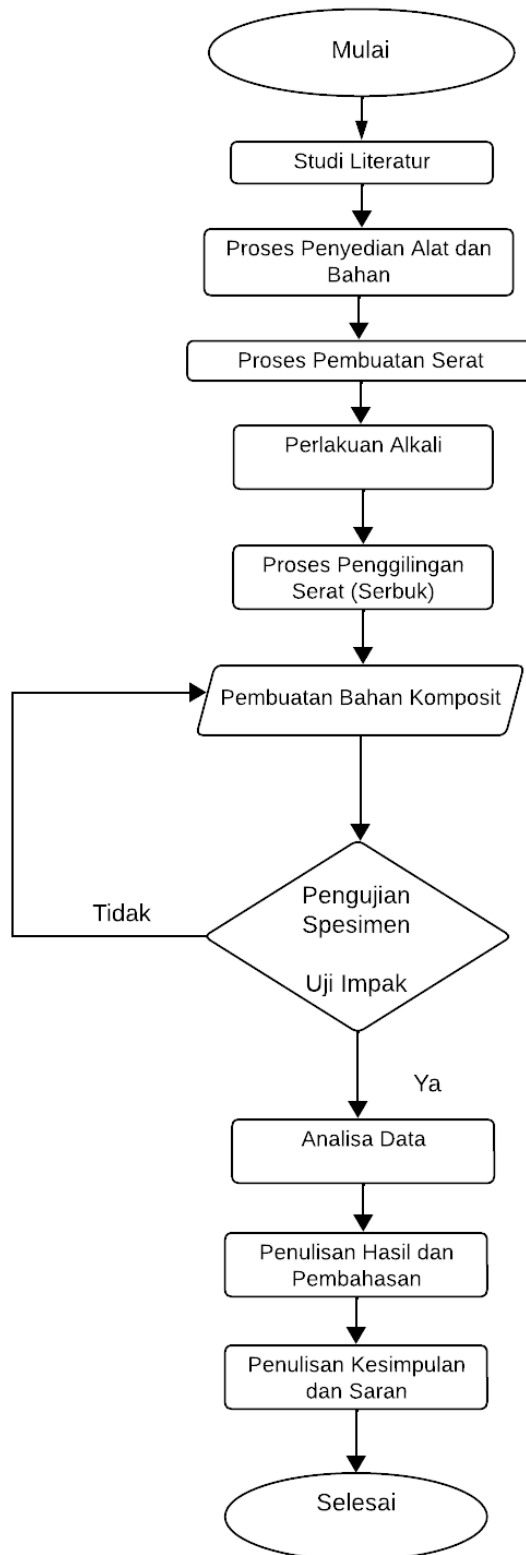 Mulai
Studi Literatur
Proses Penyedian Alat dan
Bahan
Proses Pembuatan Serat
Perlakuan Alkali
Proses Penggilingan
Serat (Serbuk)
Pembuatan Bahan Komposit
Pengujian
Spesimen
Tidak
Uji Impak
Ya
Analisa Data
Penulisan Hasil dan
Pembahasan
Penulisan Kesimpulan
dan Saran
Selesai